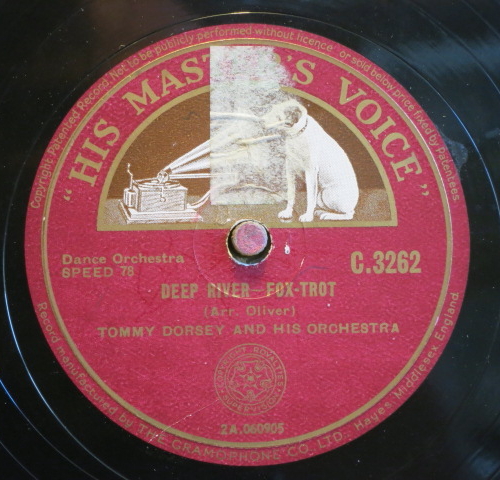 Copyright Patented Record Not to be publicly performed without licence or sold below price fixed by Patentees.
"HIS MASTER'S VOICE"
Dance Orchestra
SPEED 78
C.3262
DEEP RIVER—FOX-TROT
(Arr. Oliver)
TOMMY DORSEY AND HIS ORCHESTRA
2A.060905
Record manufactured by THE GRAMOPHONE CO. LTD. Hayes Middlesex England